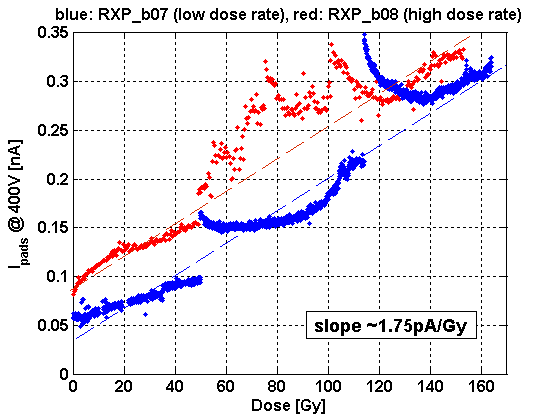 blue: RXP_b07 (low dose rate), red: RXP_b08 (high dose rate)
0.35
0.3
0.25
0.2
0.15
0.1
0.05
0
I_pads @ 400V [nA]
slope ~1.75pA/Gy
0 20 40 60 80 100 120 140 160
Dose [Gy]